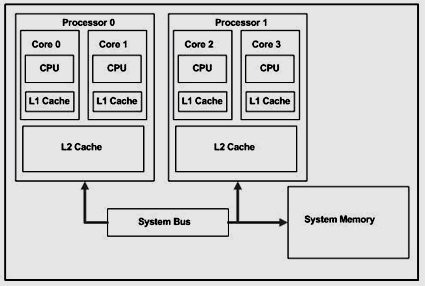 Processor 0
Processor 1
Core 0
Core 1
Core 2
Core 3
CPU
CPU
CPU
CPU
L1 Cache
L1 Cache
L1 Cache
L1 Cache
L2 Cache
L2 Cache
System Bus
System Memory